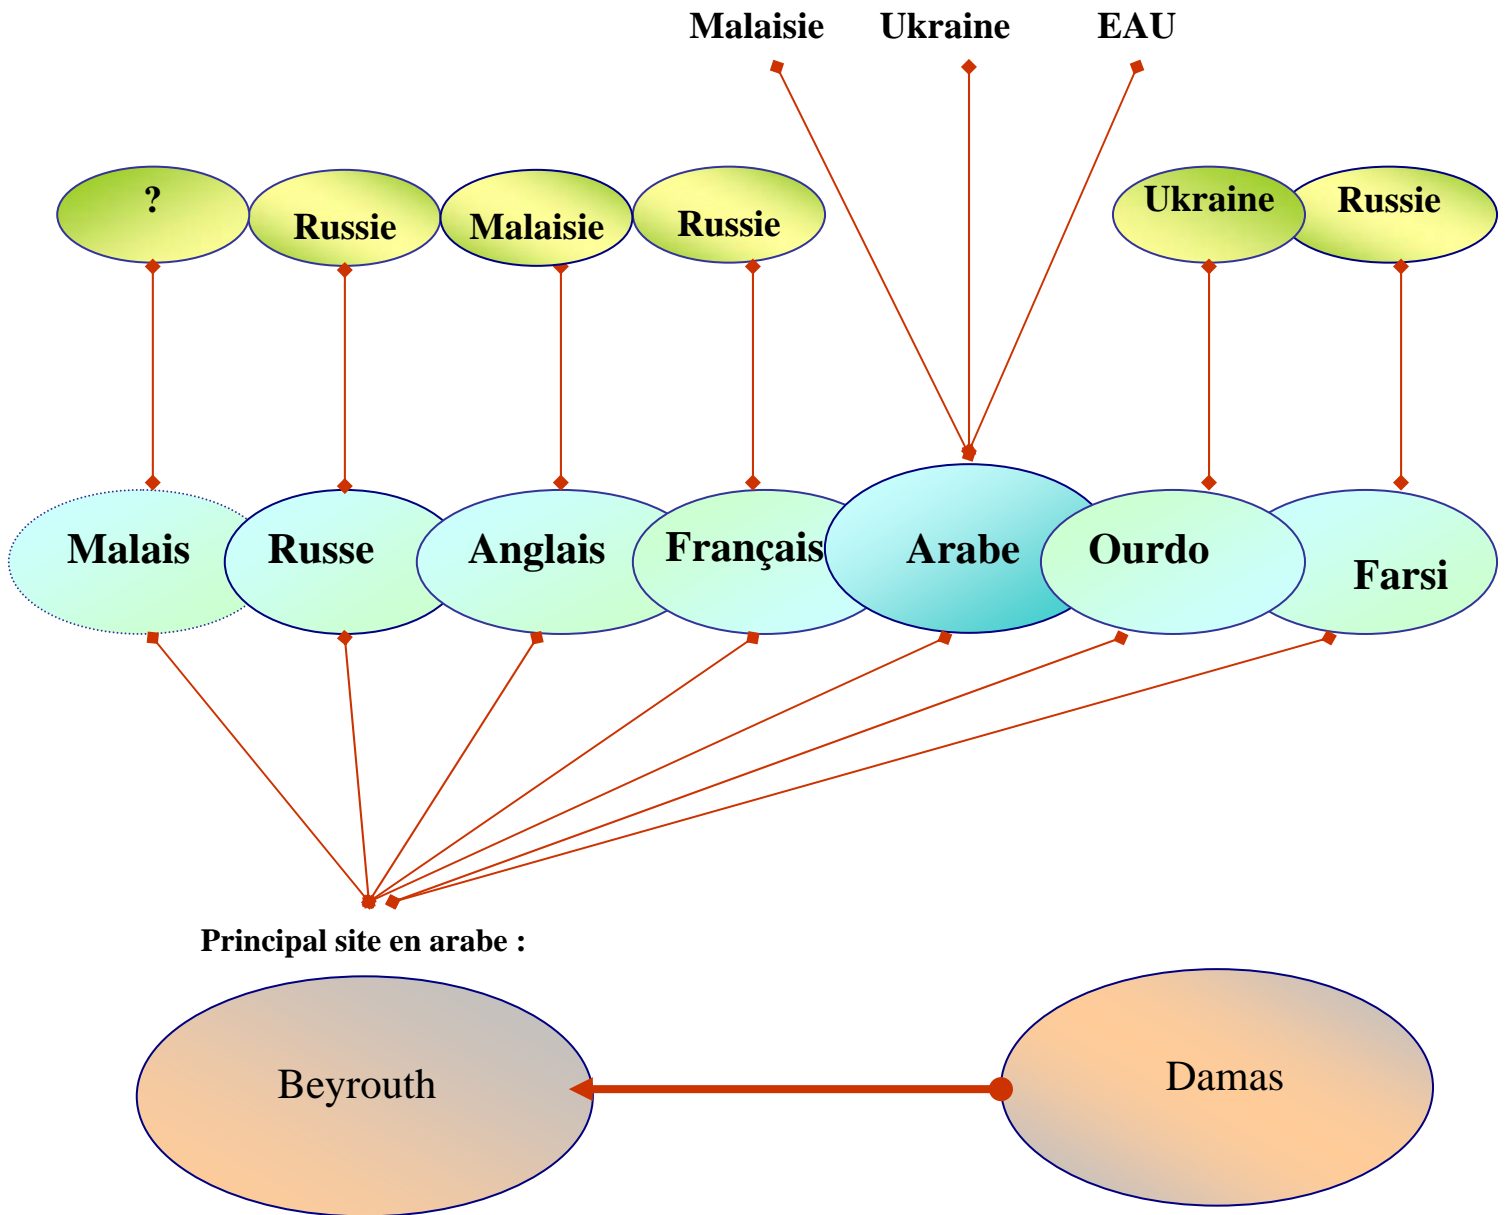 Malaisie Ukraine EAU
? Russie Malaisie Russie Ukraine Russie
Malais Russe Anglais Français Arabe Ourdo Farsi
Principal site en arabe :
Beyrouth Damas